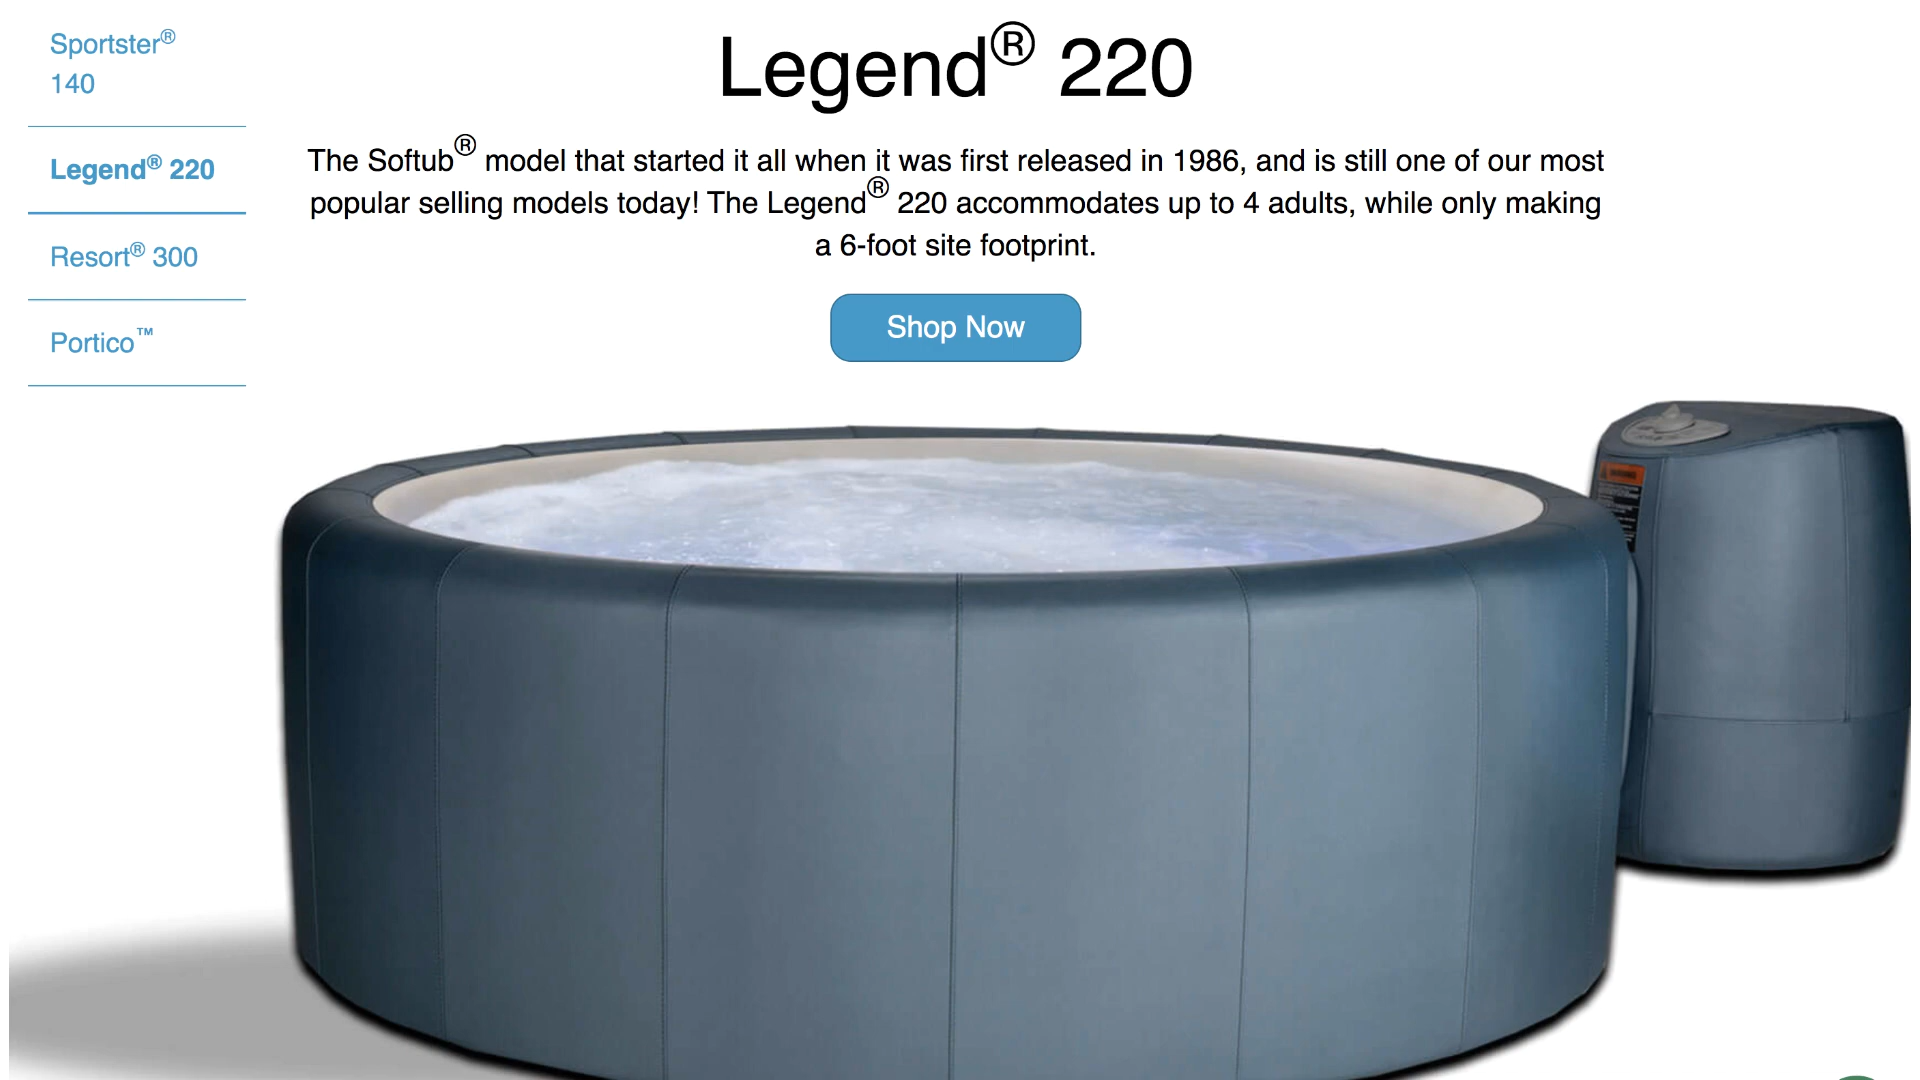 Sportster®
140
Legend® 220
Resort® 300
Portico™
Legend® 220
The Softub® model that started it all when it was first released in 1986, and is still one of our most
popular selling models today! The Legend® 220 accommodates up to 4 adults, while only making
a 6-foot site footprint.
Shop Now